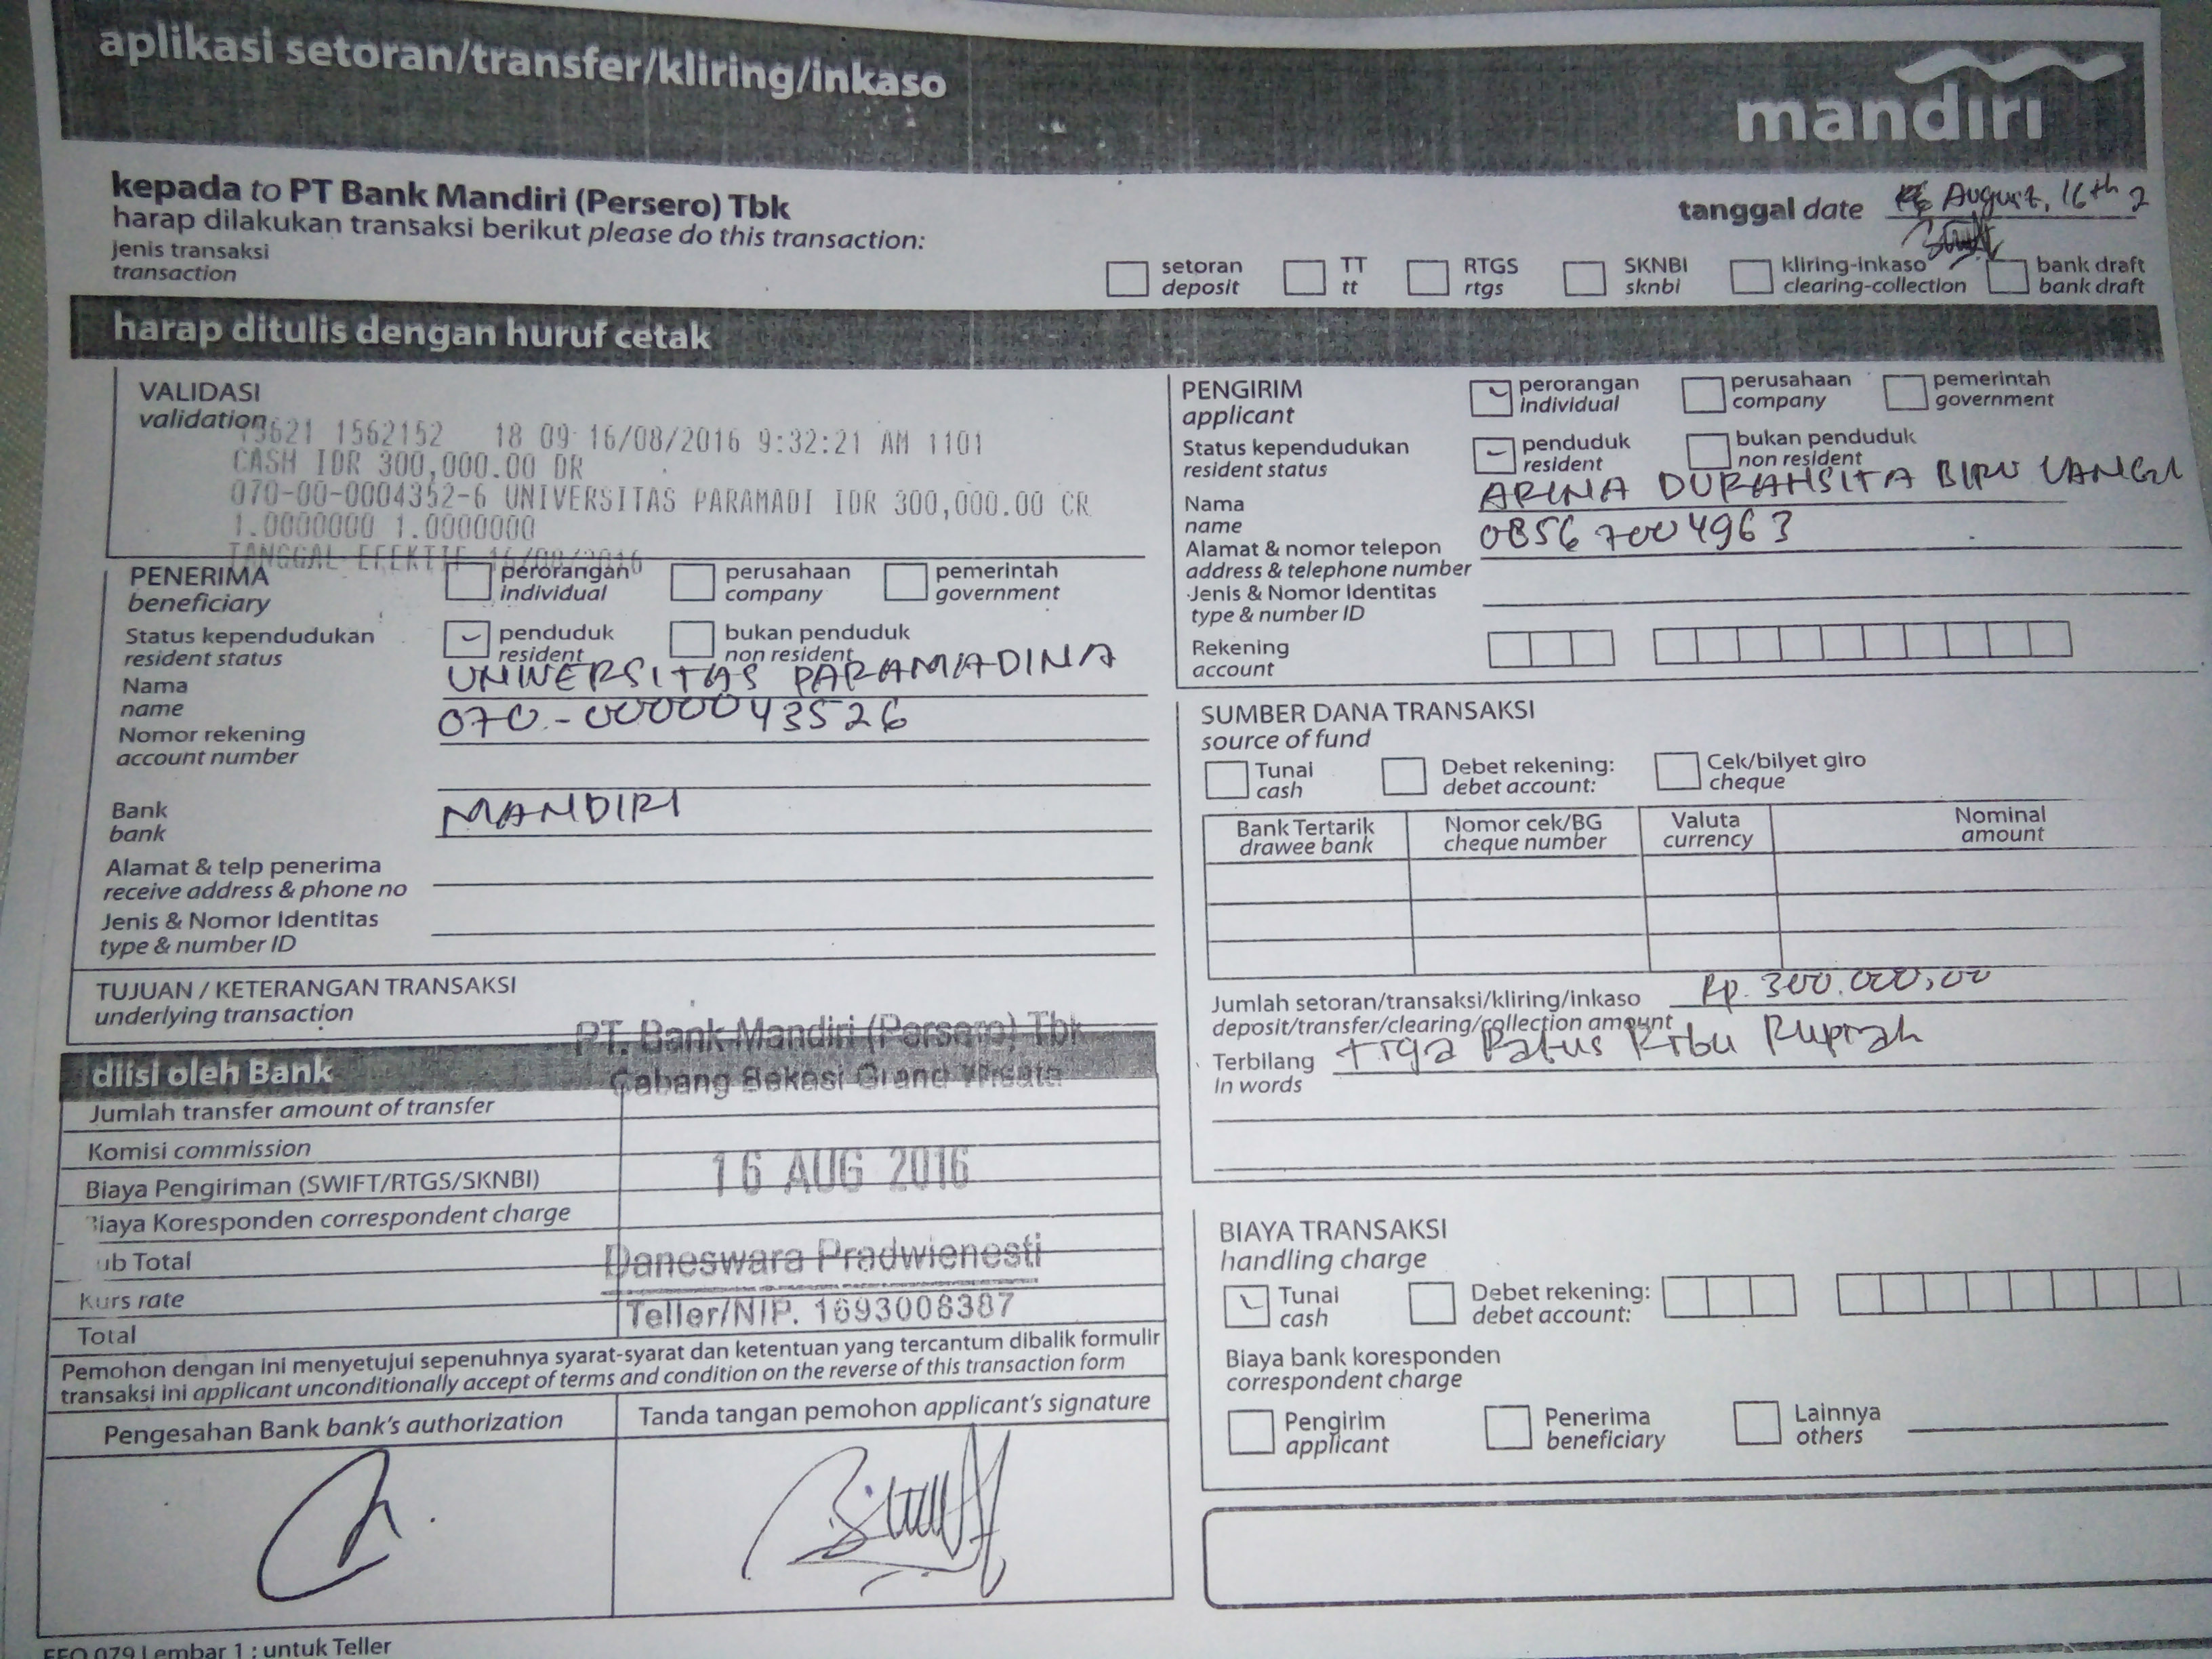 aplikasi setoran/transfer/kliring/inkaso
mandiri
kepada to PT Bank Mandiri (Persero) Tbk
harap dilakukan transaksi berikut please do this transaction:
tanggal date August, 16th 2
jenis transaksi
transaction
setoran
deposit
TT
tt
RTGS
rtgs
SKNBI
sknbi
kliring-inkaso
clearing-collection
bank draft
bank draft
harap ditulis dengan huruf cetak
VALIDASI
validation
1562152 18 09 16/08/2016 9:32:21 AM 1101
CASH IDR 300,000.00 DR
070-00-0004352-6 UNIVERSITAS PARAMADI IDR 300,000.00 CR
1.0000000 1.0000000
TANGGAL EFEKTIF 16/08/2016
PENERIMA
beneficiary
perorangan
individual
perusahaan
company
pemerintah
government
Status kependudukan
resident status
penduduk
resident
bukan penduduk
non resident
Nama
name
UNIVERSITAS PARAMADINA
Nomor rekening
account number
070-0000043526
Bank
bank
MANDIRI
Alamat & telp penerima
receive address & phone no
Jenis & Nomor Identitas
type & number ID
TUJUAN / KETERANGAN TRANSAKSI
underlying transaction
PT. Bank Mandiri (Persero) Tbk
Cabang Bekasi Grand Wisata
diisi oleh Bank
Jumlah transfer amount of transfer
Komisi commission
Biaya Pengiriman (SWIFT/RTGS/SKNBI)
16 AUG 2016
Biaya Koresponden correspondent charge
ub Total
Daneswara Pradwienesti
Kurs rate
Teller/NIP. 1693008387
Total
Pemohon dengan ini menyetujui sepenuhnya syarat-syarat dan ketentuan yang tercantum dibalik formulir
transaksi ini applicant unconditionally accept of terms and condition on the reverse of this transaction form
Pengesahan Bank bank's authorization
Tanda tangan pemohon applicant's signature
PENGIRIM
applicant
perorangan
individual
perusahaan
company
pemerintah
government
Status kependudukan
resident status
penduduk
resident
bukan penduduk
non resident
Nama
name
ARINA DURAHSITA BIRU
Alamat & nomor telepon
address & telephone number
08567004963
Jenis & Nomor Identitas
type & number ID
Rekening
account
SUMBER DANA TRANSAKSI
source of fund
Tunai
cash
Debet rekening:
debet account:
Cek/bilyet giro
cheque
Bank Tertarik
drawee bank
Nomor cek/BG
cheque number
Valuta
currency
Nominal
amount
Jumlah setoran/transaksi/kliring/inkaso Rp. 300.000,00
deposit/transfer/clearing/collection amount
Terbilang
In words
Tiga Ratus Ribu Rupiah
BIAYA TRANSAKSI
handling charge
Tunai
cash
Debet rekening:
debet account:
Biaya bank koresponden
correspondent charge
Pengirim
applicant
Penerima
beneficiary
Lainnya
others
FFO 079 Lembar 1 : untuk Teller